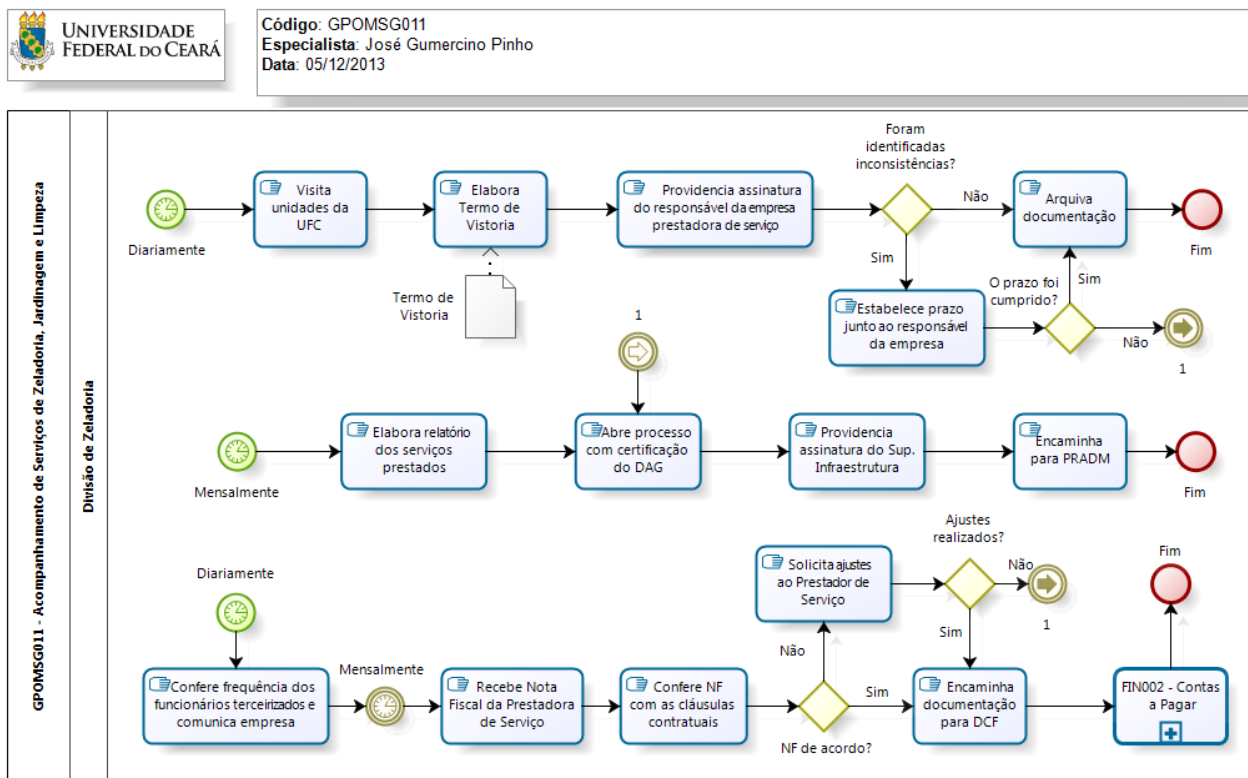 UNIVERSIDADE
FEDERAL DO CEARÁ
Código: GPOMSG011
Especialista: José Gumercino Pinho
Data: 05/12/2013
GPOMSG011 - Acompanhamento de Serviços de Zeladoria, Jardinagem e Limpeza
Divisão de Zeladoria
Diariamente
Visita
unidades da
UFC
Elabora
Termo de
Vistoria
Termo de
Vistoria
Providencia assinatura
do responsável da empresa
prestadora de serviço
Foram
identificadas
inconsistências?
Não
Sim
Arquiva
documentação
Fim
Estabelece prazo
junto ao responsável
da empresa
O prazo foi
cumprido?
Sim
Não
1
1
Mensalmente
Elabora relatório
dos serviços
prestados
Abre processo
com certificação
do DAG
Providencia
assinatura do Sup.
Infraestrutura
Encaminha
para PRADM
Fim
Diariamente
Confere frequência dos
funcionários terceirizados e
comunica empresa
Mensalmente
Recebe Nota
Fiscal da Prestadora
de Serviço
Confere NF
com as cláusulas
contratuais
NF de acordo?
Não
Sim
Solicita ajustes
ao Prestador de
Serviço
Ajustes
realizados?
Não
1
Sim
Encaminha
documentação
para DCF
FIN002 - Contas
a Pagar
Fim